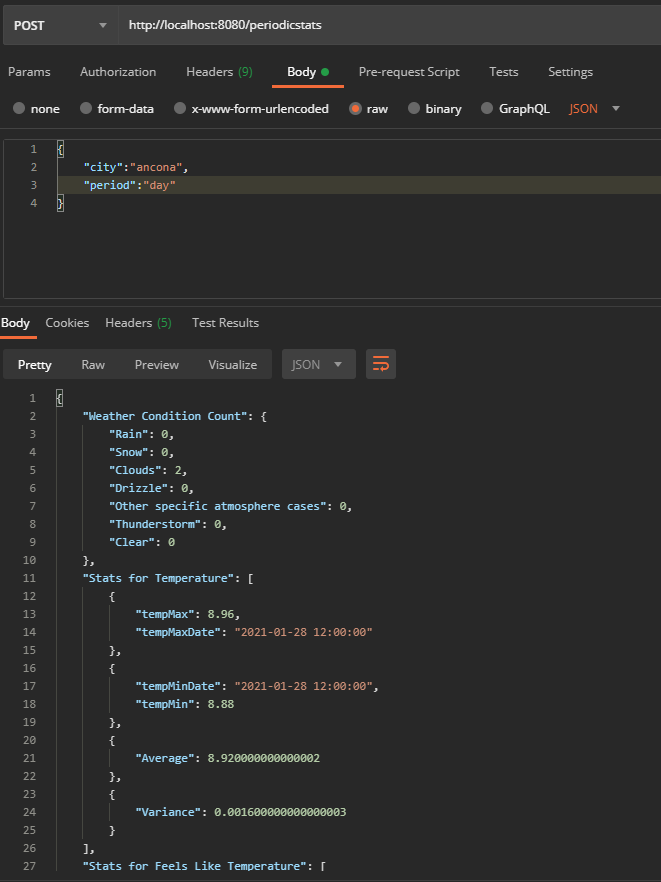 POST http://localhost:8080/periodicstats
Params Authorization Headers (9) Body Pre-request Script Tests Settings
none form-data x-www-form-urlencoded raw binary GraphQL JSON
1 {
2 "city":"ancona",
3 "period":"day"
4 }
Body Cookies Headers (5) Test Results
Pretty Raw Preview Visualize JSON
1 {
2 "Weather Condition Count": {
3 "Rain": 0,
4 "Snow": 0,
5 "Clouds": 2,
6 "Drizzle": 0,
7 "Other specific atmosphere cases": 0,
8 "Thunderstorm": 0,
9 "Clear": 0
10 },
11 "Stats for Temperature": [
12 {
13 "tempMax": 8.96,
14 "tempMaxDate": "2021-01-28 12:00:00"
15 },
16 {
17 "tempMinDate": "2021-01-28 12:00:00",
18 "tempMin": 8.88
19 },
20 {
21 "Average": 8.920000000000002
22 },
23 {
24 "Variance": 0.001600000000000003
25 }
26 ],
27 "Stats for Feels Like Temperature": [